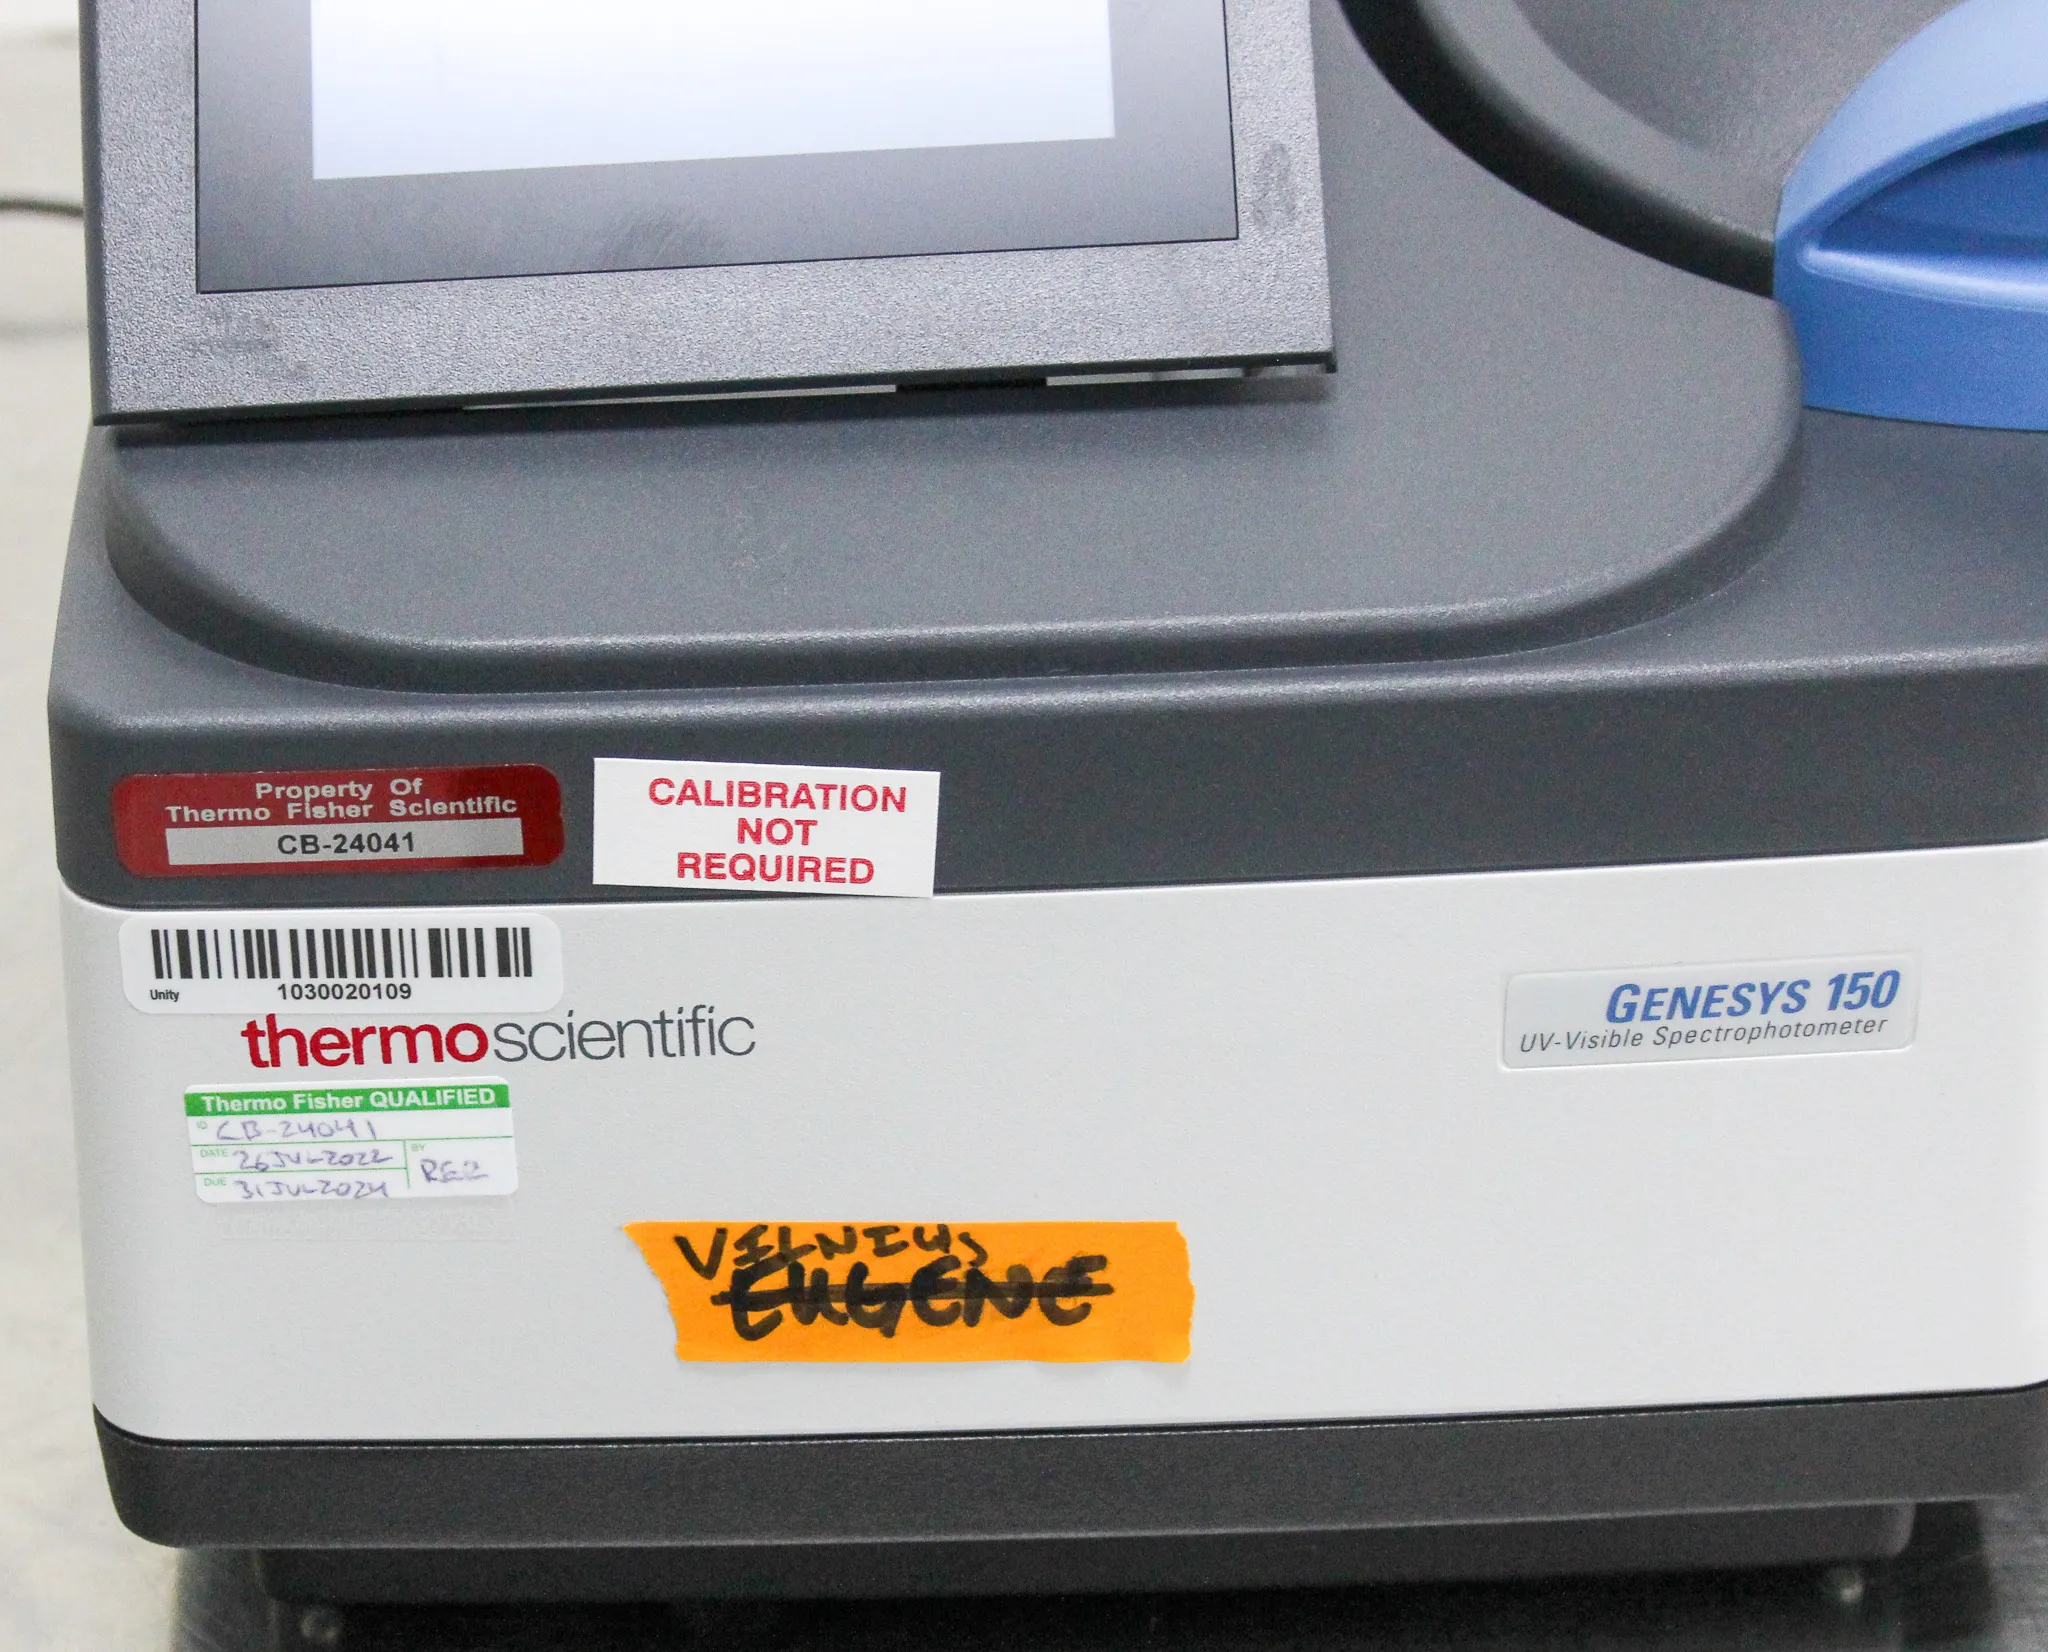 Property Of
Thermo Fisher Scientific
CB-24041
CALIBRATION
NOT
REQUIRED
Unity
1030020109
thermoscientific
GENESYS 150
UV-Visible Spectrophotometer
Thermo Fisher QUALIFIED
ID CB-24041
DATE 26JUL2022
BY
DUE 31JUL2024
VILNIUS
EUGENE